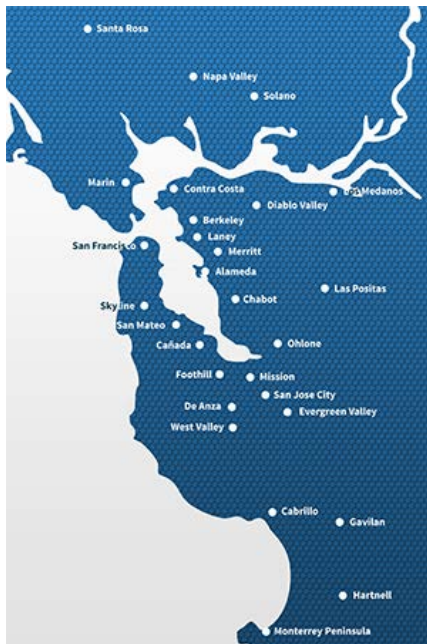 Santa Rosa
Napa Valley
Solano
Marin
Contra Costa
Los Medanos
Diablo Valley
Berkeley
Laney
San Francisco
Merritt
Alameda
Las Positas
Chabot
Skyline
San Mateo
Cañada
Ohlone
Foothill
Mission
San Jose City
De Anza
Evergreen Valley
West Valley
Cabrillo
Gavilan
Hartnell
Monterrey Peninsula